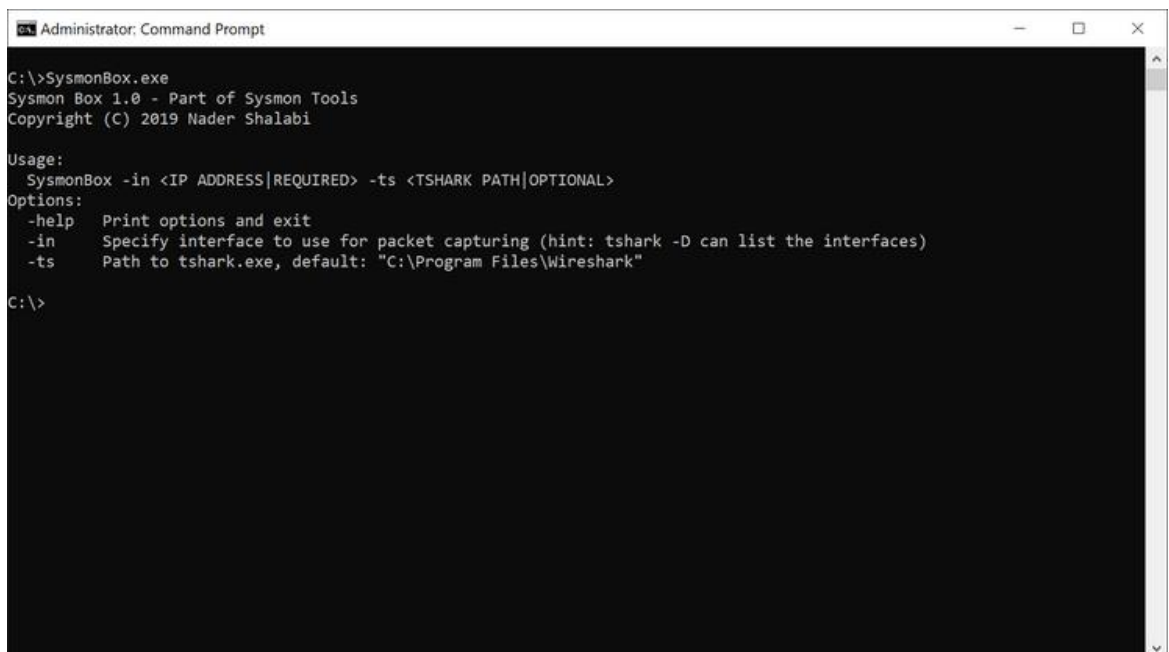 Administrator: Command Prompt
C:\>SysmonBox.exe
Sysmon Box 1.0 - Part of Sysmon Tools
Copyright (C) 2019 Nader Shalabi
Usage:
SysmonBox -in <IP ADDRESS|REQUIRED> -ts <TSHARK PATH|OPTIONAL>
Options:
-help Print options and exit
-in Specify interface to use for packet capturing (hint: tshark -D can list the interfaces)
-ts Path to tshark.exe, default: "C:\Program Files\Wireshark"
C:\>